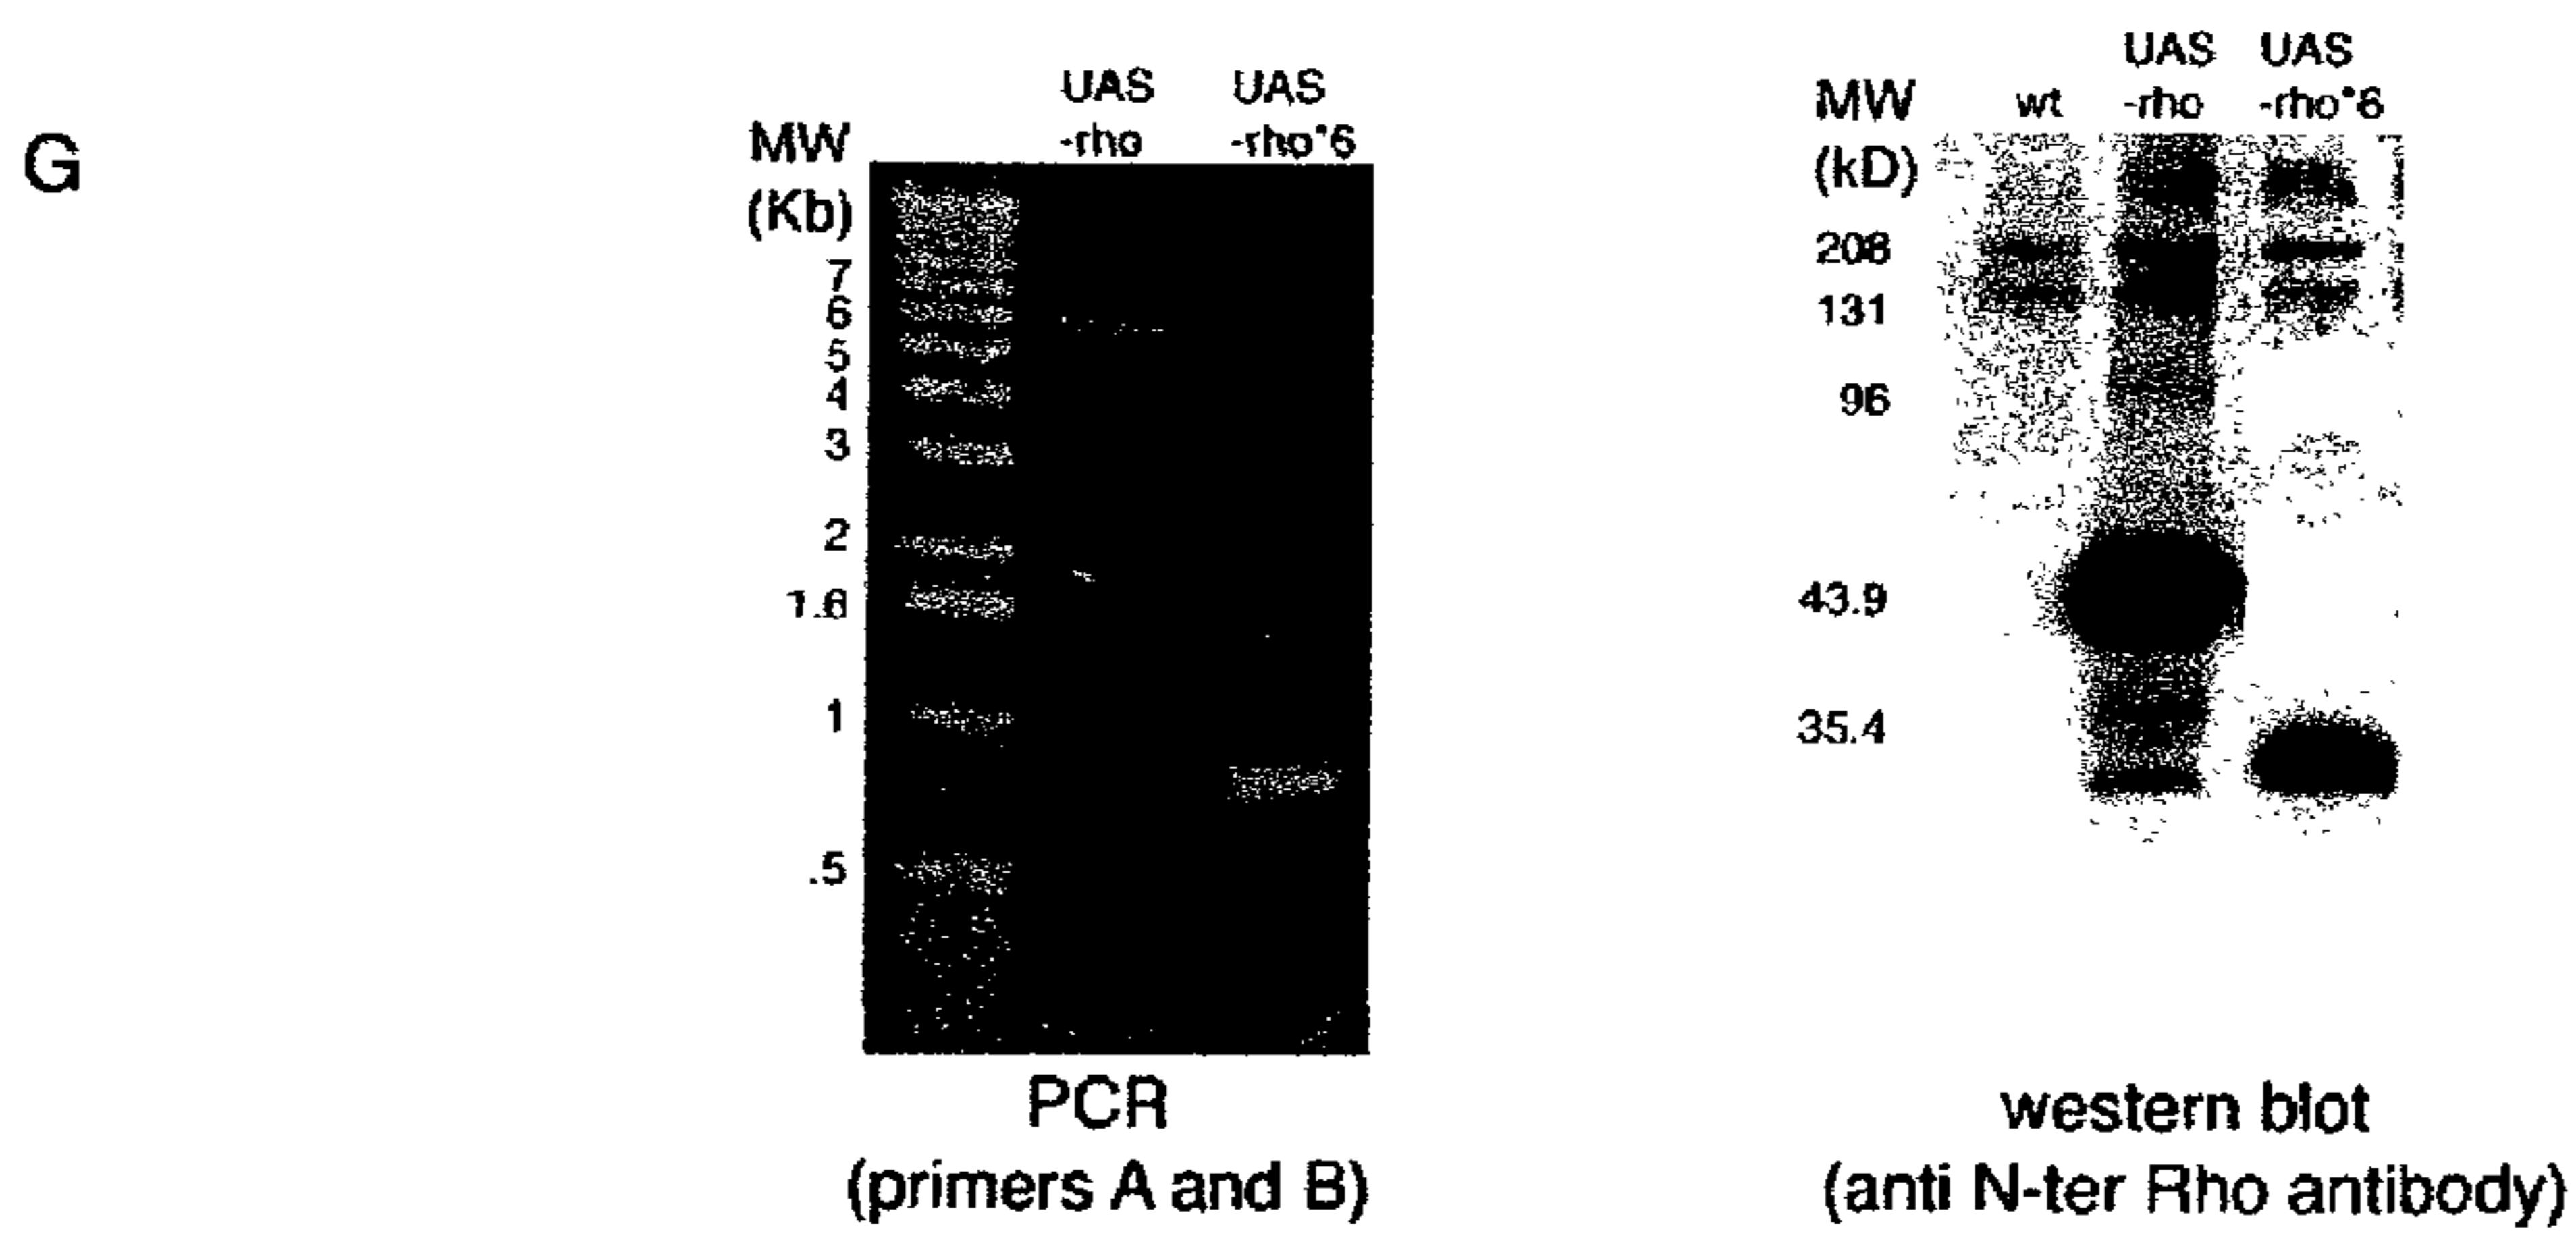 G
MW
(Kb)
UAS
-rho
UAS
-rho*6
7
6
5
4
3
2
1.6
1
.5
PCR
(primers A and B)
MW
(kD)
wt
UAS
-rho
UAS
-rho*6
208
131
96
43.9
35.4
western blot
(anti N-ter Rho antibody)